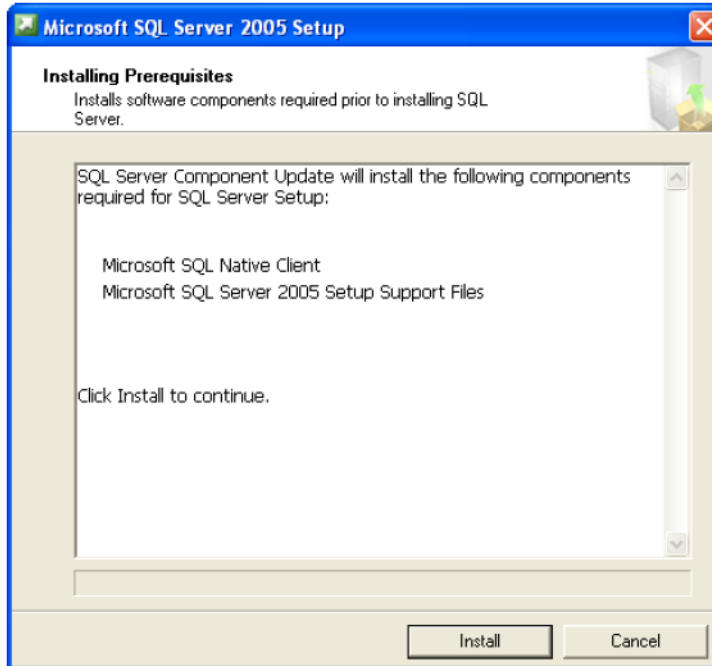 Microsoft SQL Server 2005 Setup
Installing Prerequisites
Installs software components required prior to installing SQL
Server.
SQL Server Component Update will install the following components
required for SQL Server Setup:
Microsoft SQL Native Client
Microsoft SQL Server 2005 Setup Support Files
Click Install to continue.
Install
Cancel